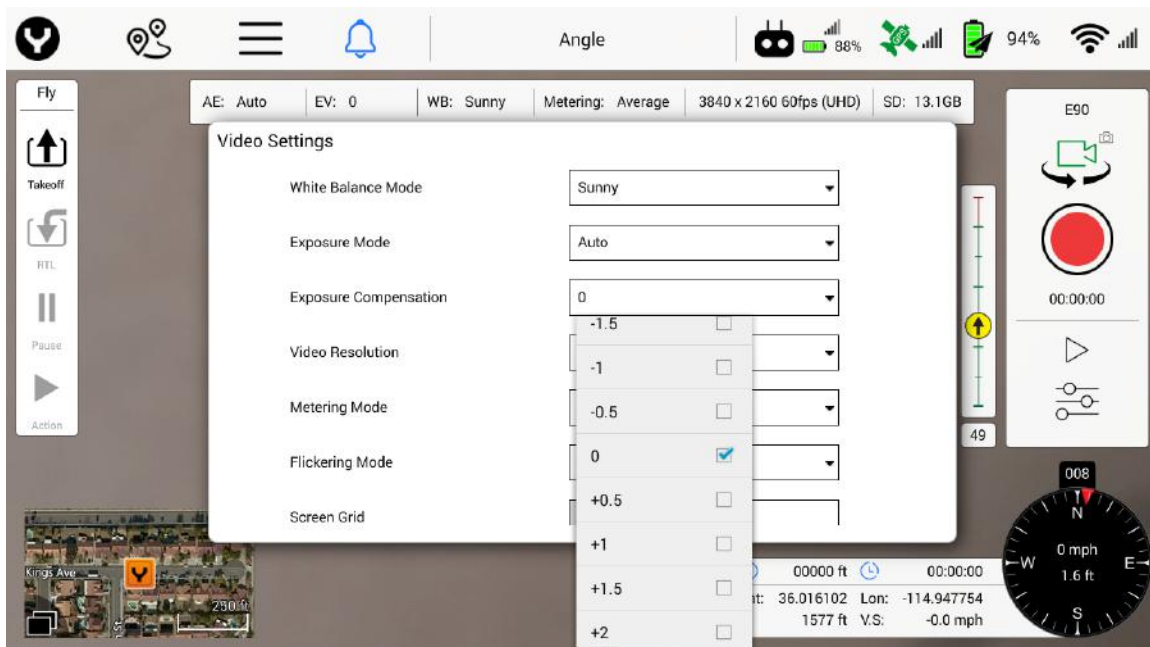 Angle
88%
94%
Fly
Takeoff
RTL
Pause
Action
AE: Auto
EV: 0
WB: Sunny
Metering: Average
3840 x 2160 60fps (UHD)
SD: 13.1GB
Video Settings
White Balance Mode
Sunny
Exposure Mode
Auto
Exposure Compensation
0
-1.5
-1
-0.5
0
+0.5
+1
+1.5
+2
Video Resolution
Metering Mode
Flickering Mode
Screen Grid
E90
00:00:00
49
008
N
W
E
S
0 mph
1.6 ft
Kings Ave
250 ft
00000 ft
00:00:00
36.016102 Lon: -114.947754
1577 ft V.S: -0.0 mph
GPS